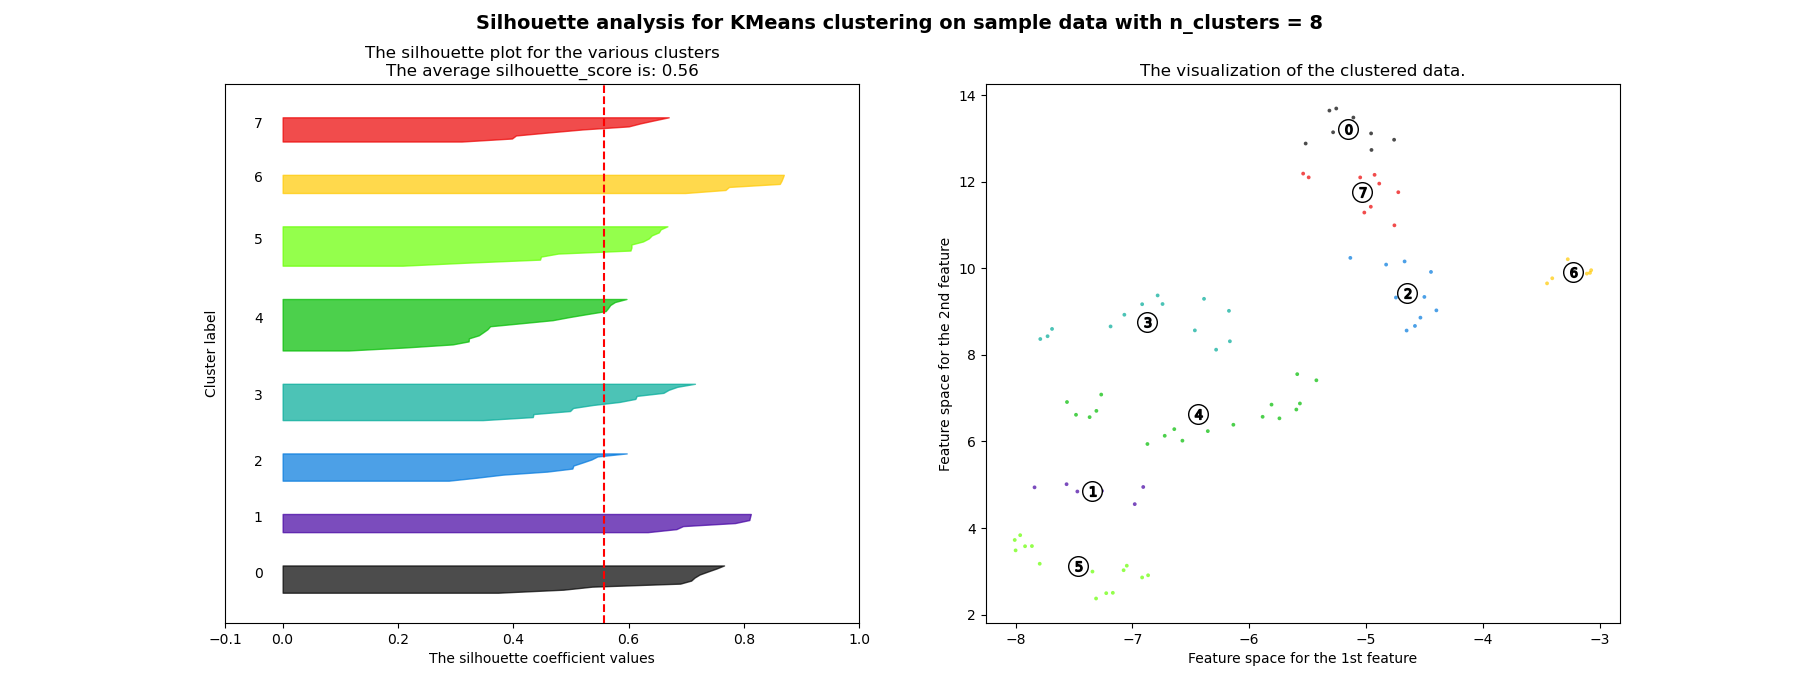 Silhouette analysis for KMeans clustering on sample data with n_clusters = 8
The silhouette plot for the various clusters
The average silhouette_score is: 0.56
7
6
5
4
3
2
1
0
Cluster label
−0.1 0.0 0.2 0.4 0.6 0.8 1.0
The silhouette coefficient values
The visualization of the clustered data.
14
12
10
8
6
4
2
Feature space for the 2nd feature
0
7
6
2
3
4
1
5
−8 −7 −6 −5 −4 −3
Feature space for the 1st feature